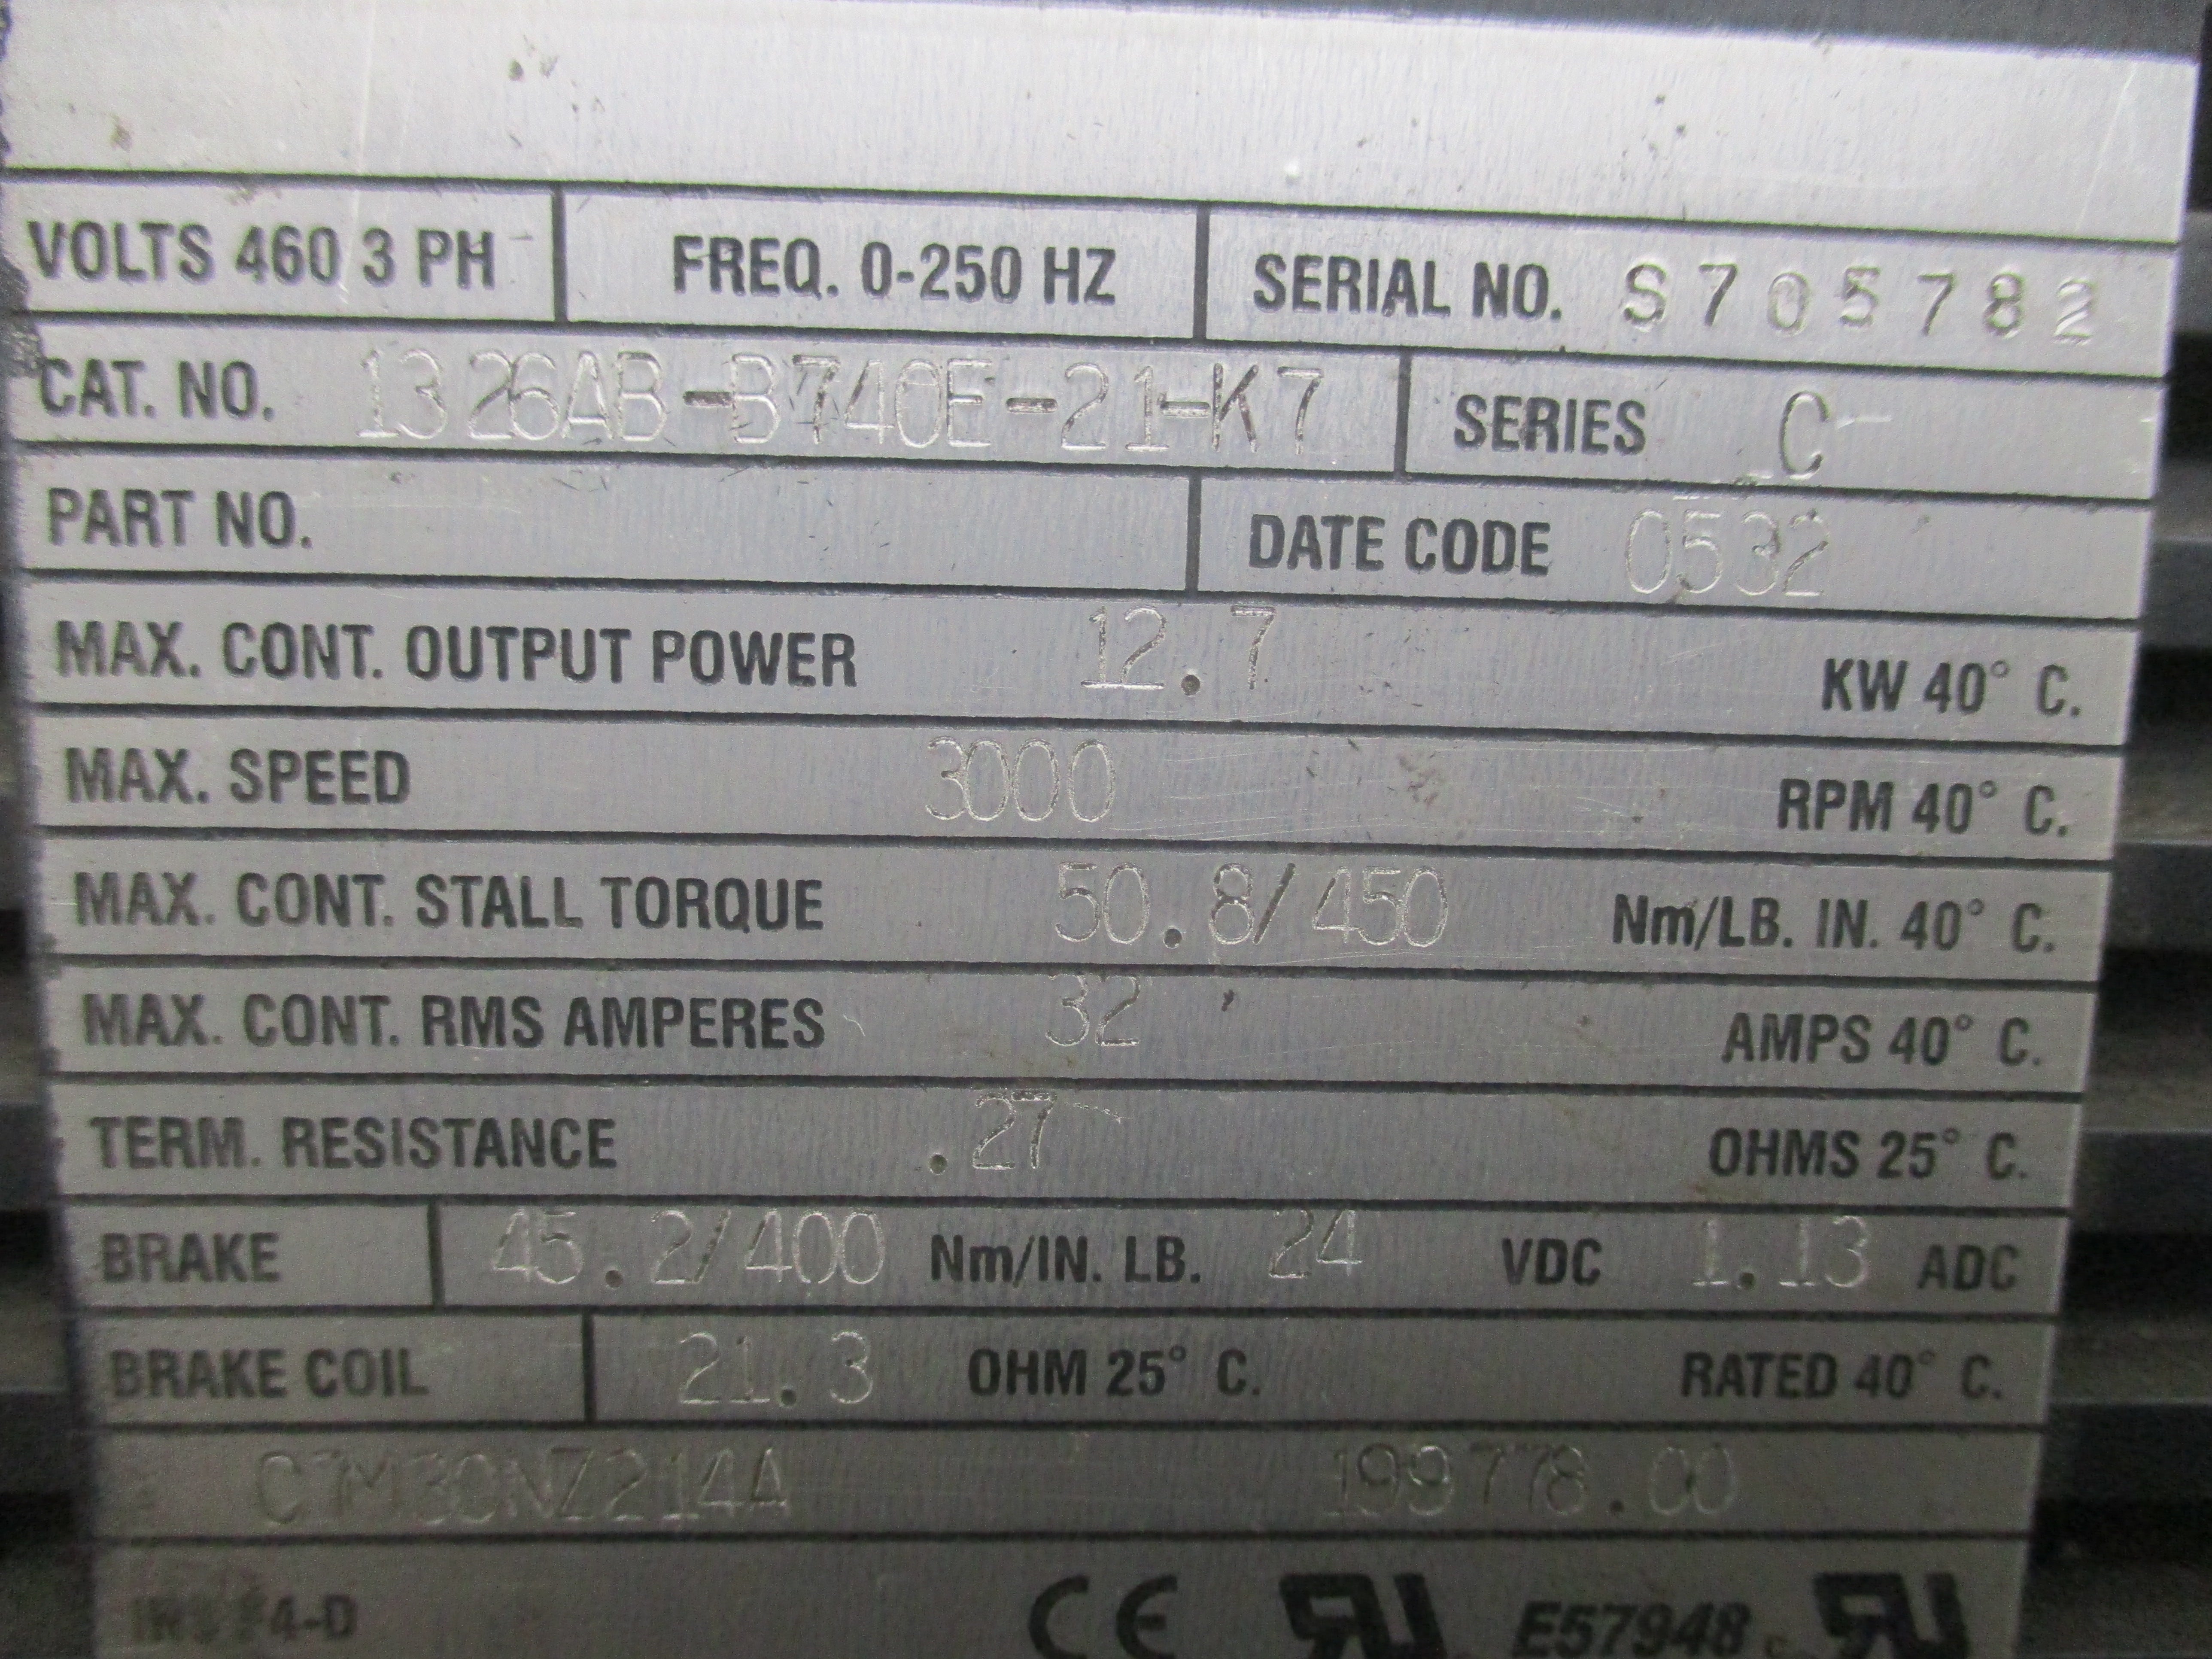 VOLTS 460 3 PH FREQ. 0-250 HZ SERIAL NO. S705782
CAT. NO. 1326AB-B740E-21-K7 SERIES C
PART NO. DATE CODE 0532
MAX. CONT. OUTPUT POWER 12.7 KW 40° C.
MAX. SPEED 3000 RPM 40° C.
MAX. CONT. STALL TORQUE 50.8/450 Nm/LB. IN. 40° C.
MAX. CONT. RMS AMPERES 32 AMPS 40° C.
TERM. RESISTANCE .27 OHMS 25° C.
BRAKE 45.2/400 Nm/IN. LB. 24 VDC 1.13 ADC
BRAKE COIL 21.3 OHM 25° C. RATED 40° C.
199778.00
CE E57948